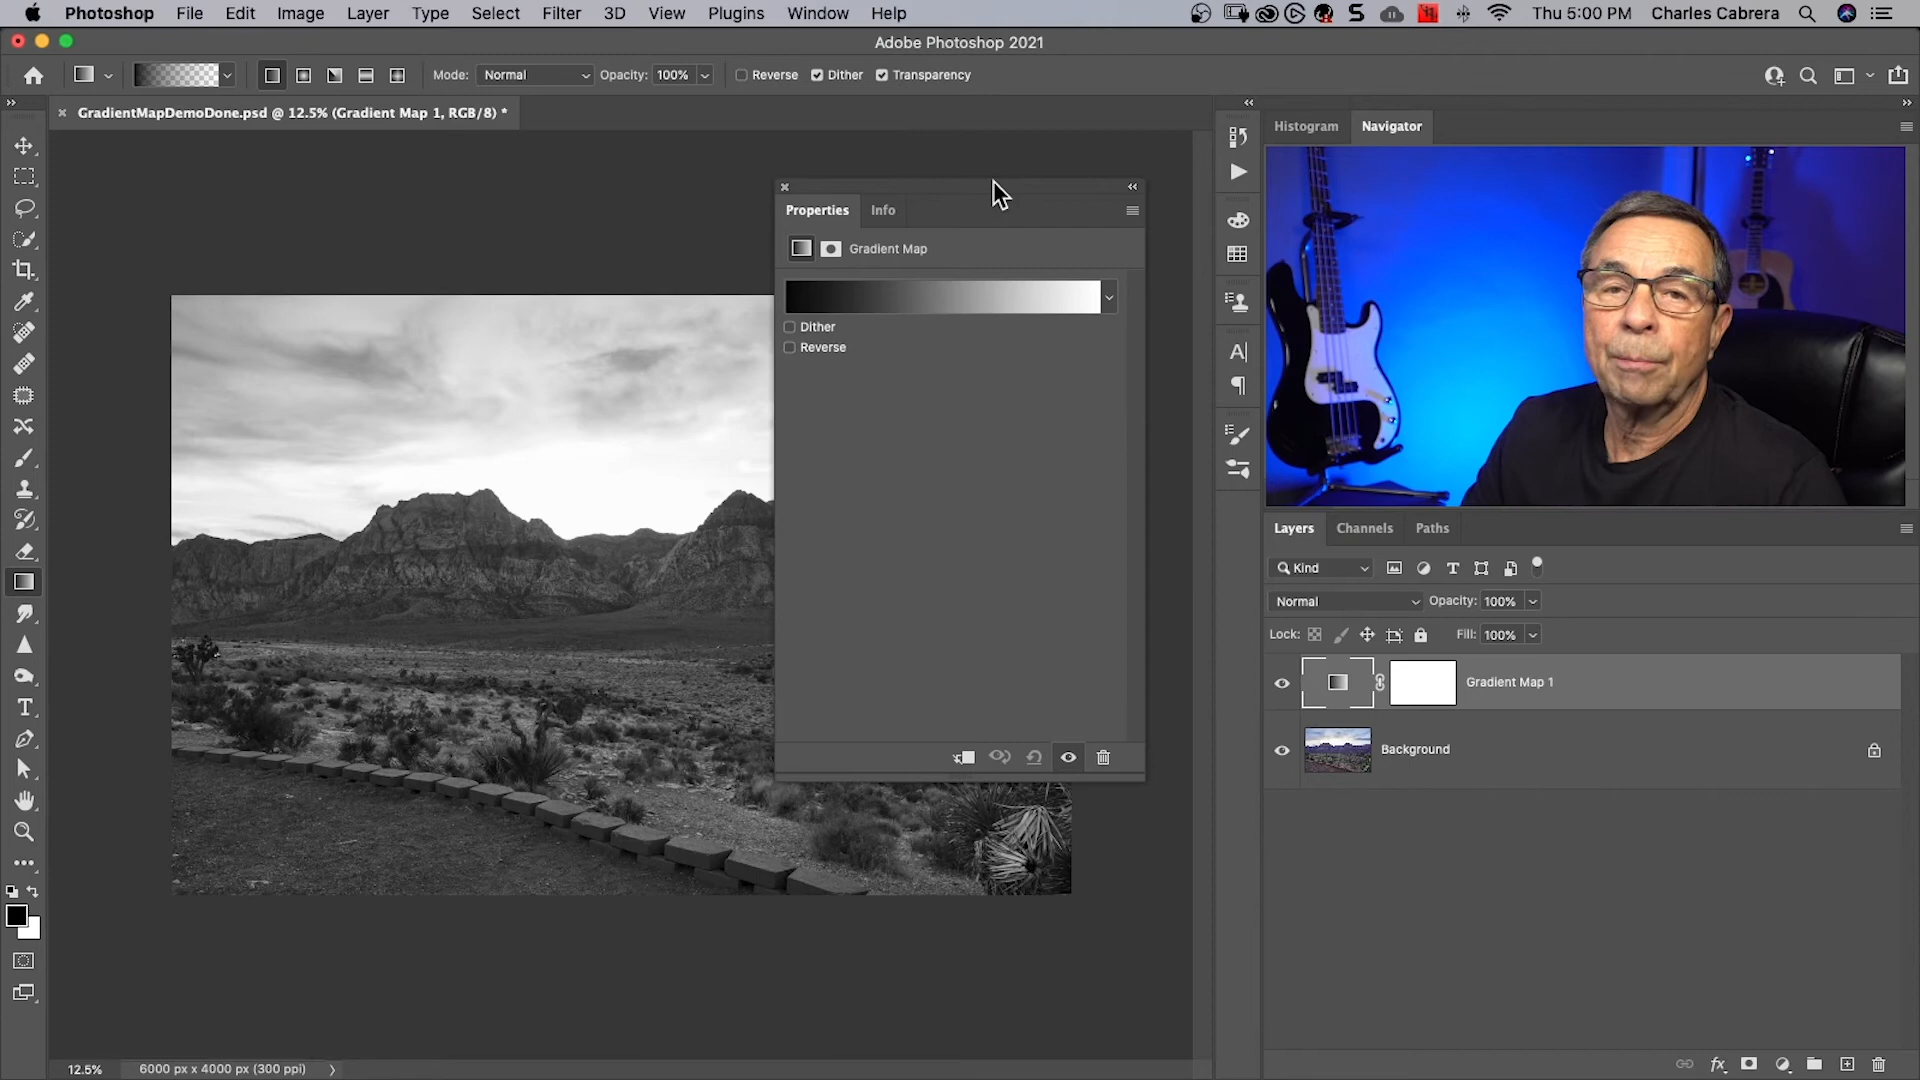 Photoshop File Edit Image Layer Type Select Filter 3D View Plugins Window Help Thu 5:00 PM Charles Cabrera
Adobe Photoshop 2021
Mode: Normal Opacity: 100% Reverse Dither Transparency
GradientMapDemoDone.psd @ 12.5% (Gradient Map 1, RGB/8) *
Histogram Navigator
Properties Info
Gradient Map
Dither
Reverse
Layers Channels Paths
Kind
Normal Opacity: 100%
Lock: Fill: 100%
Gradient Map 1
Background
12.5% 6000 px x 4000 px (300 ppi)